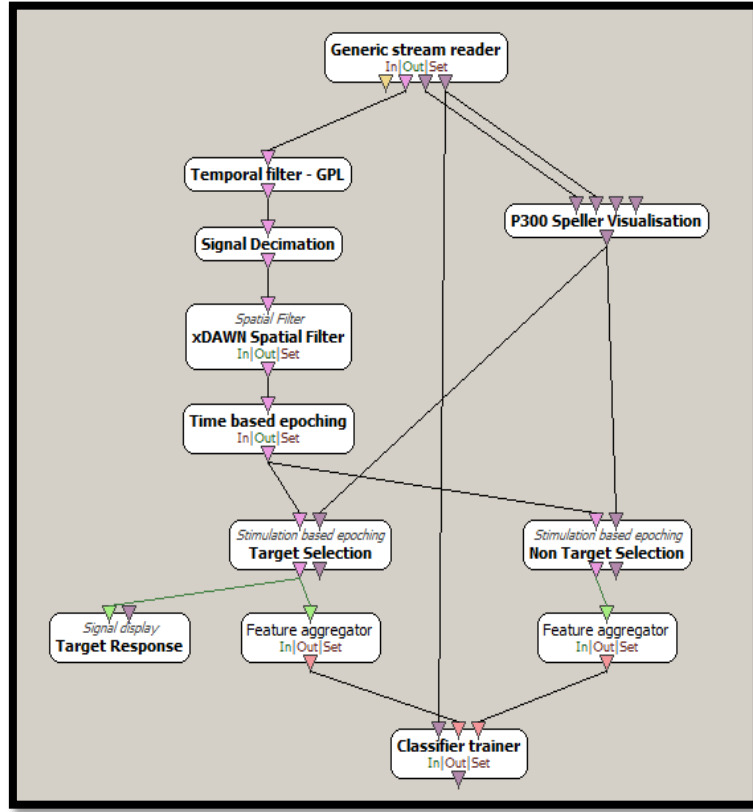 Generic stream reader
In|Out|Set
Temporal filter - GPL
P300 Speller Visualisation
Signal Decimation
Spatial Filter
xDAWN Spatial Filter
In|Out|Set
Time based epoching
In|Out|Set
Stimulation based epoching
Target Selection
Stimulation based epoching
Non Target Selection
Signal display
Target Response
Feature aggregator
In|Out|Set
Feature aggregator
In|Out|Set
Classifier trainer
In|Out|Set